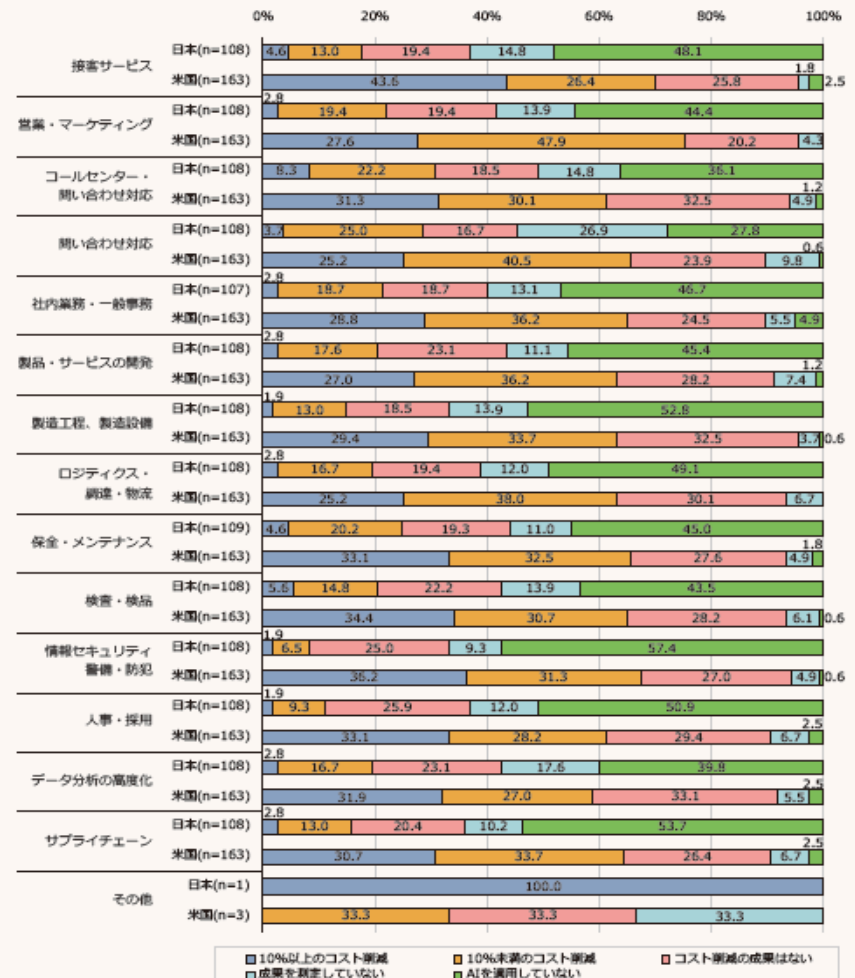 0% 20% 40% 60% 80% 100%
接客サービス
日本(n=108) 4.6 13.0 19.4 14.8 48.1
米国(n=163) 43.6 26.4 25.8 1.8 2.5
営業・マーケティング
日本(n=108) 2.8 19.4 19.4 13.9 44.4
米国(n=163) 27.6 47.9 20.2 4.3
コールセンター・
問い合わせ対応
日本(n=108) 8.3 22.2 18.5 14.8 36.1
米国(n=163) 31.3 30.1 32.5 4.9 1.2
問い合わせ対応
日本(n=108) 3.7 25.0 16.7 26.9 27.8
米国(n=163) 25.2 40.5 23.9 9.8 0.6
社内業務・一般事務
日本(n=107) 2.8 18.7 18.7 13.1 46.7
米国(n=163) 28.8 36.2 24.5 5.5 4.9
製品・サービスの開発
日本(n=108) 2.8 17.6 23.1 11.1 45.4
米国(n=163) 27.0 36.2 28.2 7.4 1.2
製造工程、製造設備
日本(n=108) 1.9 13.0 18.5 13.9 52.8
米国(n=163) 29.4 33.7 32.5 3.7 0.6
ロジティクス・
調達・物流
日本(n=108) 2.8 16.7 19.4 12.0 49.1
米国(n=163) 25.2 38.0 30.1 6.7
保全・メンテナンス
日本(n=109) 4.6 20.2 19.3 11.0 45.0
米国(n=163) 33.1 32.5 27.6 4.9 1.8
検査・検品
日本(n=108) 5.6 14.8 22.2 13.9 43.5
米国(n=163) 34.4 30.7 28.2 6.1 0.6
情報セキュリティ
警備・防犯
日本(n=108) 1.9 6.5 25.0 9.3 57.4
米国(n=163) 36.2 31.3 27.0 4.9 0.6
人事・採用
日本(n=108) 1.9 9.3 25.9 12.0 50.9
米国(n=163) 33.1 28.2 29.4 6.7 2.5
データ分析の高度化
日本(n=108) 2.8 16.7 23.1 17.6 39.8
米国(n=163) 31.9 27.0 33.1 5.5 2.5
サプライチェーン
日本(n=108) 2.8 13.0 20.4 10.2 53.7
米国(n=163) 30.7 33.7 26.4 6.7 2.5
その他
日本(n=1) 100.0
米国(n=3) 33.3 33.3 33.3
10%以上のコスト削減 10%未満のコスト削減 コスト削減の成果はない
成果を測定していない AIを適用していない